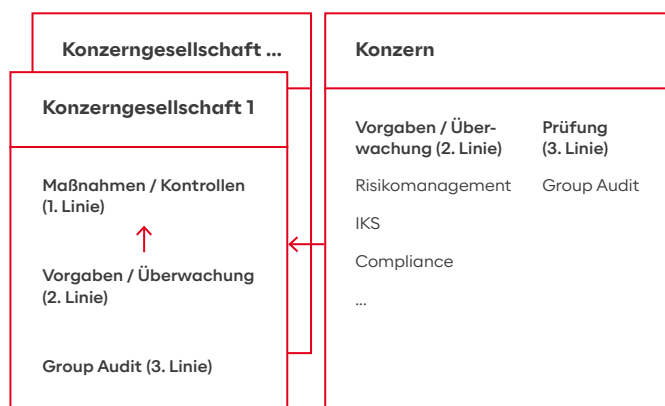 Konzerngesellschaft ...
Konzerngesellschaft 1
Maßnahmen / Kontrollen
(1. Linie)
Vorgaben / Überwachung
(2. Linie)
Group Audit (3. Linie)
Konzern
Vorgaben / Über-
wachung (2. Linie)
Risikomanagement
IKS
Compliance
...
Prüfung
(3. Linie)
Group Audit